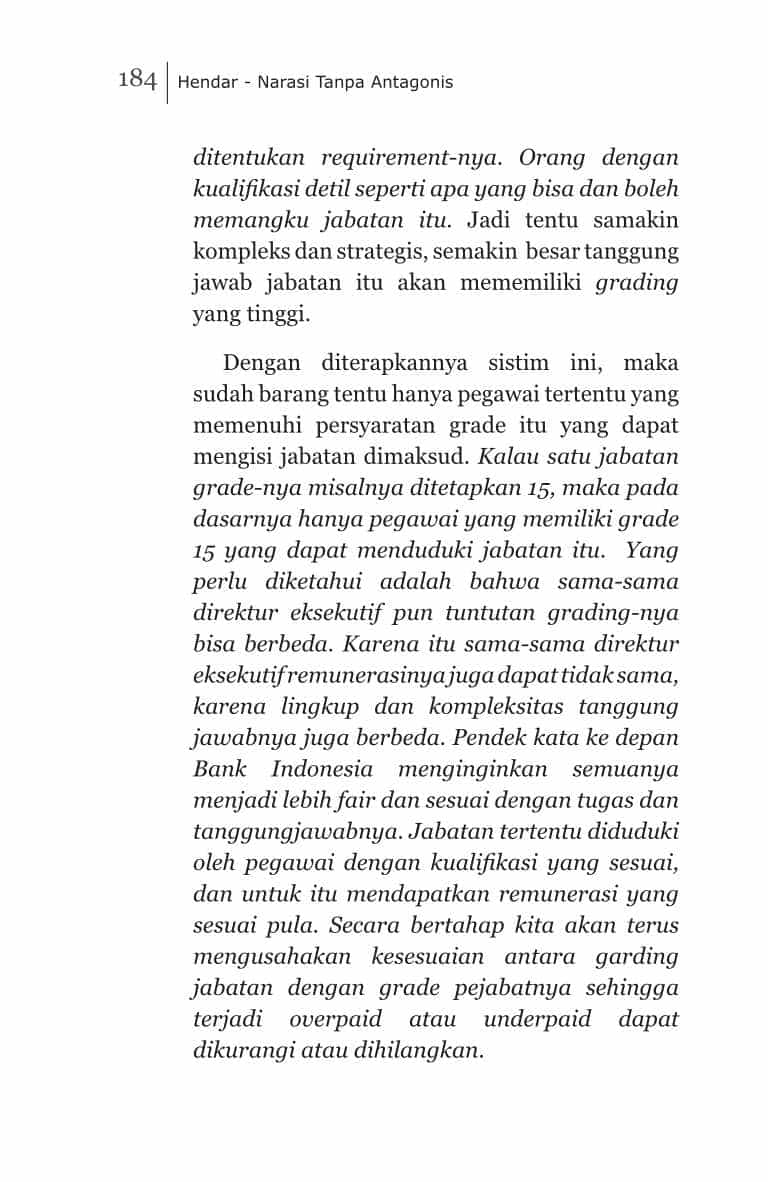 184 Hendar - Narasi Tanpa Antagonis
ditentukan requirement-nya. Orang dengan
kualifikasi detil seperti apa yang bisa dan boleh
memangku jabatan itu. Jadi tentu samakin
kompleks dan strategis, semakin besar tanggung
jawab jabatan itu akan mememiliki grading
yang tinggi.
Dengan diterapkannya sistim ini, maka
sudah barang tentu hanya pegawai tertentu yang
memenuhi persyaratan grade itu yang dapat
mengisi jabatan dimaksud. Kalau satu jabatan
grade-nya misalnya ditetapkan 15, maka pada
dasarnya hanya pegawai yang memiliki grade
15 yang dapat menduduki jabatan itu. Yang
perlu diketahui adalah bahwa sama-sama
direktur eksekutif pun tuntutan grading-nya
bisa berbeda. Karena itu sama-sama direktur
eksekutif remunerasinya juga dapat tidak sama,
karena lingkup dan kompleksitas tanggung
jawabnya juga berbeda. Pendek kata ke depan
Bank Indonesia menginginkan semuanya
menjadi lebih fair dan sesuai dengan tugas dan
tanggungjawabnya. Jabatan tertentu diduduki
oleh pegawai dengan kualifikasi yang sesuai,
dan untuk itu mendapatkan remunerasi yang
sesuai pula. Secara bertahap kita akan terus
mengusahakan kesesuaian antara garding
jabatan dengan grade pejabatnya sehingga
terjadi overpaid atau underpaid dapat
dikurangi atau dihilangkan.